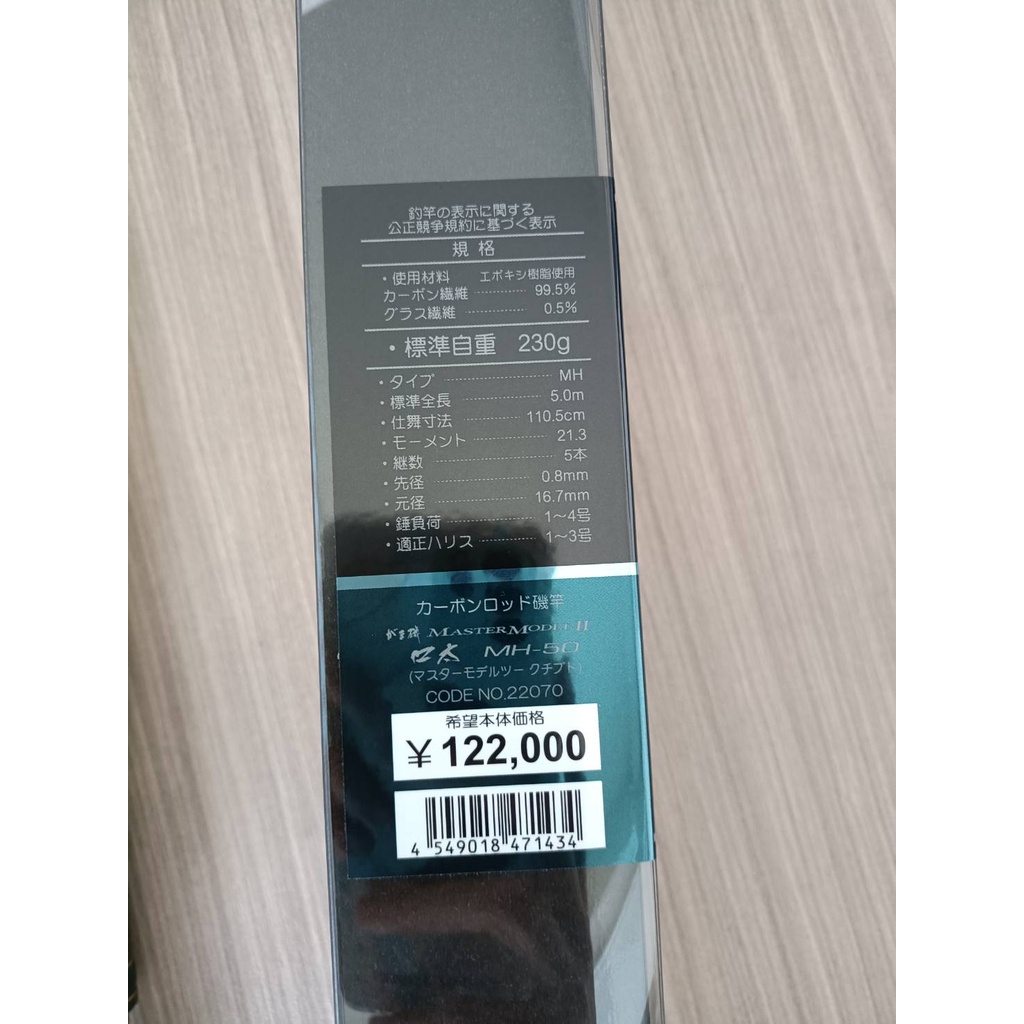 釣竿の表示に関する
公正競争規約に基づく表示
規格
・使用材料 エポキシ樹脂使用
カーボン繊維 99.5%
グラス繊維 0.5%
・標準自重 230g
・タイプ MH
・標準全長 5.0m
・仕舞寸法 110.5cm
・モーメント 21.3
・継数 5本
・先径 0.8mm
・元径 16.7mm
・錘負荷 1〜4号
・適正ハリス 1〜3号
カーボンロッド磯竿
がま磯 MASTERMODEL II
口太 MH-50
(マスターモデルツー クチブト)
CODE NO.22070
希望本体価格
¥122,000
4 549018 471434